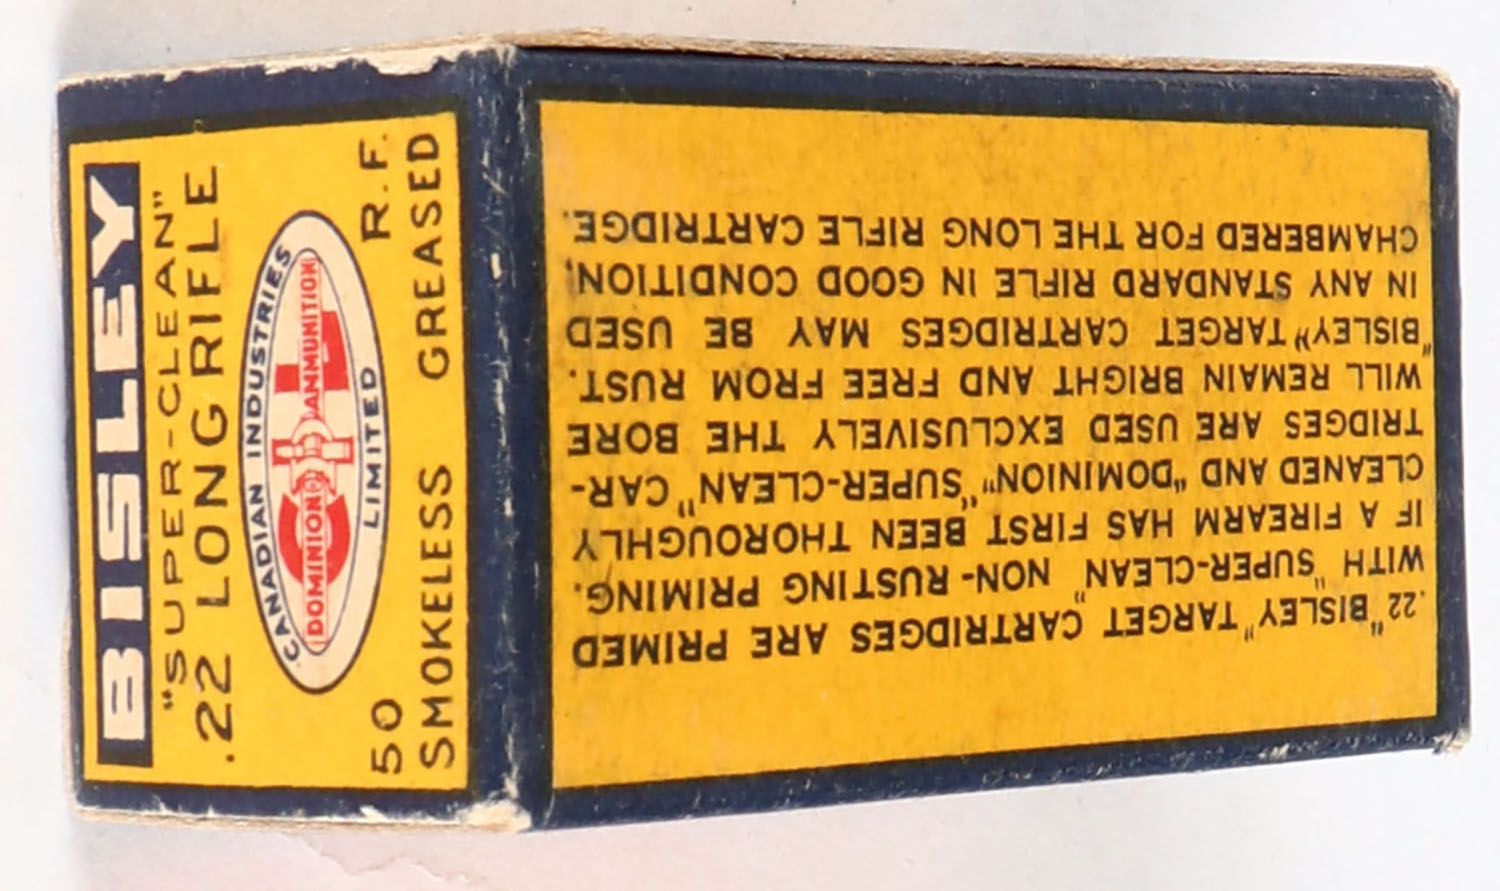 BISLEY
"SUPER-CLEAN"
.22 LONG RIFLE
CANADIAN INDUSTRIES
DOMINION AMMUNITION
LIMITED
50 R.F.
SMOKELESS GREASED
.22 "BISLEY" TARGET CARTRIDGES ARE PRIMED
WITH "SUPER-CLEAN" NON-RUSTING PRIMING.
IF A FIREARM HAS FIRST BEEN THOROUGHLY
CLEANED AND "DOMINION" "SUPER-CLEAN" CAR-
TRIDGES ARE USED EXCLUSIVELY THE BORE
WILL REMAIN BRIGHT AND FREE FROM RUST.
"BISLEY" TARGET CARTRIDGES MAY BE USED
IN ANY STANDARD RIFLE IN GOOD CONDITION,
CHAMBERED FOR THE LONG RIFLE CARTRIDGE.